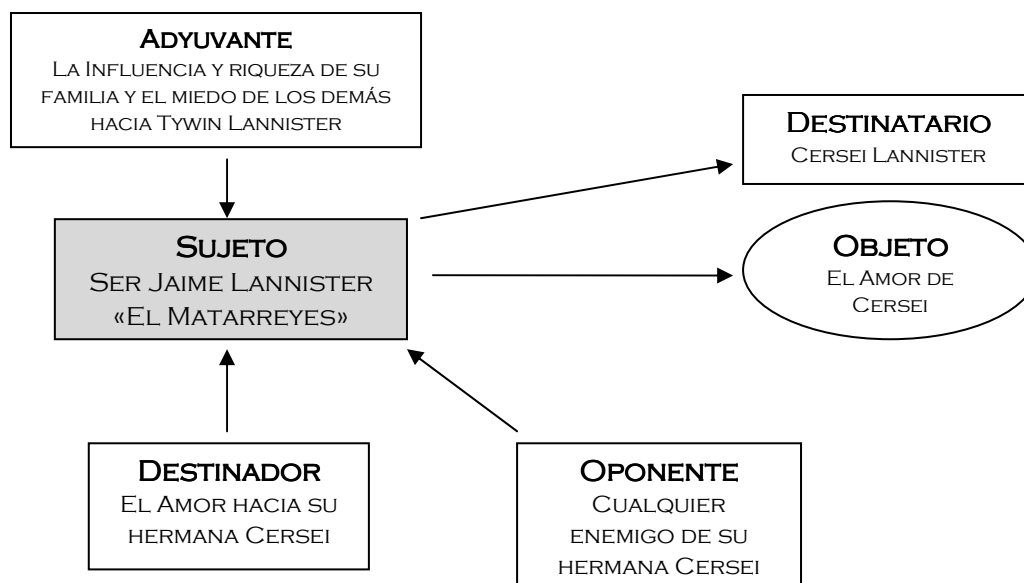 ADYUVANTE
LA INFLUENCIA Y RIQUEZA DE SU
FAMILIA Y EL MIEDO DE LOS DEMÁS
HACIA TYWIN LANNISTER
DESTINATARIO
CERSEI LANNISTER
SUJETO
SER JAIME LANNISTER
«EL MATARREYES»
OBJETO
EL AMOR DE
CERSEI
DESTINADOR
EL AMOR HACIA SU
HERMANA CERSEI
OPONENTE
CUALQUIER
ENEMIGO DE SU
HERMANA CERSEI